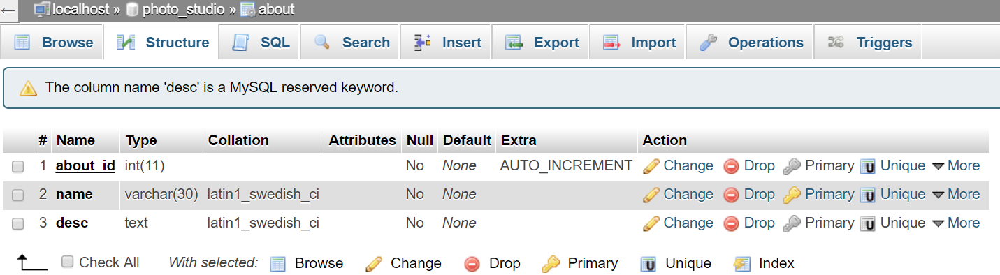 localhost » photo_studio » about
Browse Structure SQL Search Insert Export Import Operations Triggers
The column name 'desc' is a MySQL reserved keyword.
# Name Type Collation Attributes Null Default Extra Action
1 about_id int(11) No None AUTO_INCREMENT Change Drop Primary Unique More
2 name varchar(30) latin1_swedish_ci No None Change Drop Primary Unique More
3 desc text latin1_swedish_ci No None Change Drop Primary Unique More
Check All With selected: Browse Change Drop Primary Unique Index